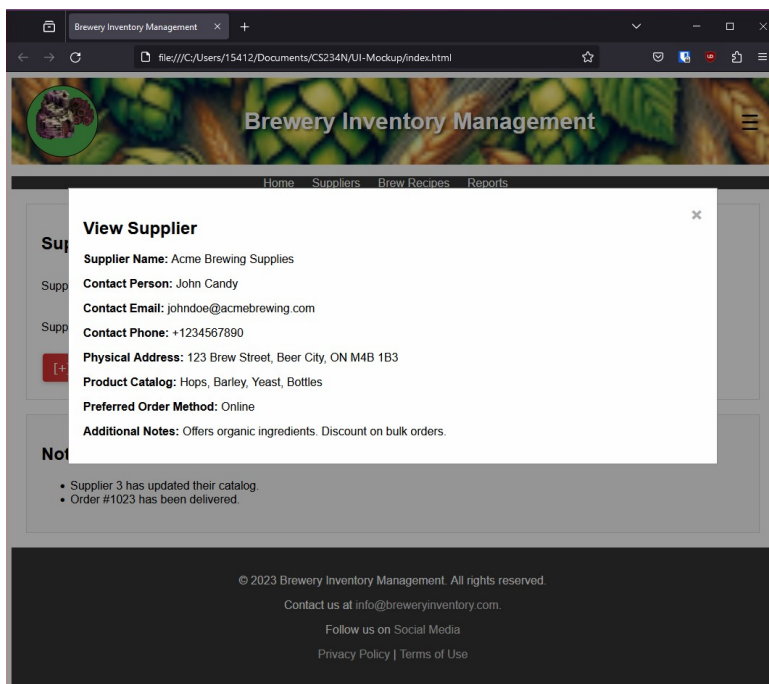 Brewery Inventory Management
file:///C:/Users/15412/Documents/CS234N/UI-Mockup/index.html
Brewery Inventory Management
Home Suppliers Brew Recipes Reports
View Supplier
Supplier Name: Acme Brewing Supplies
Contact Person: John Candy
Contact Email: johndoe@acmebrewing.com
Contact Phone: +1234567890
Physical Address: 123 Brew Street, Beer City, ON M4B 1B3
Product Catalog: Hops, Barley, Yeast, Bottles
Preferred Order Method: Online
Additional Notes: Offers organic ingredients. Discount on bulk orders.
Sup
Supp
Supp
[+]
Not
• Supplier 3 has updated their catalog.
• Order #1023 has been delivered.
© 2023 Brewery Inventory Management. All rights reserved.
Contact us at info@breweryinventory.com.
Follow us on Social Media
Privacy Policy | Terms of Use